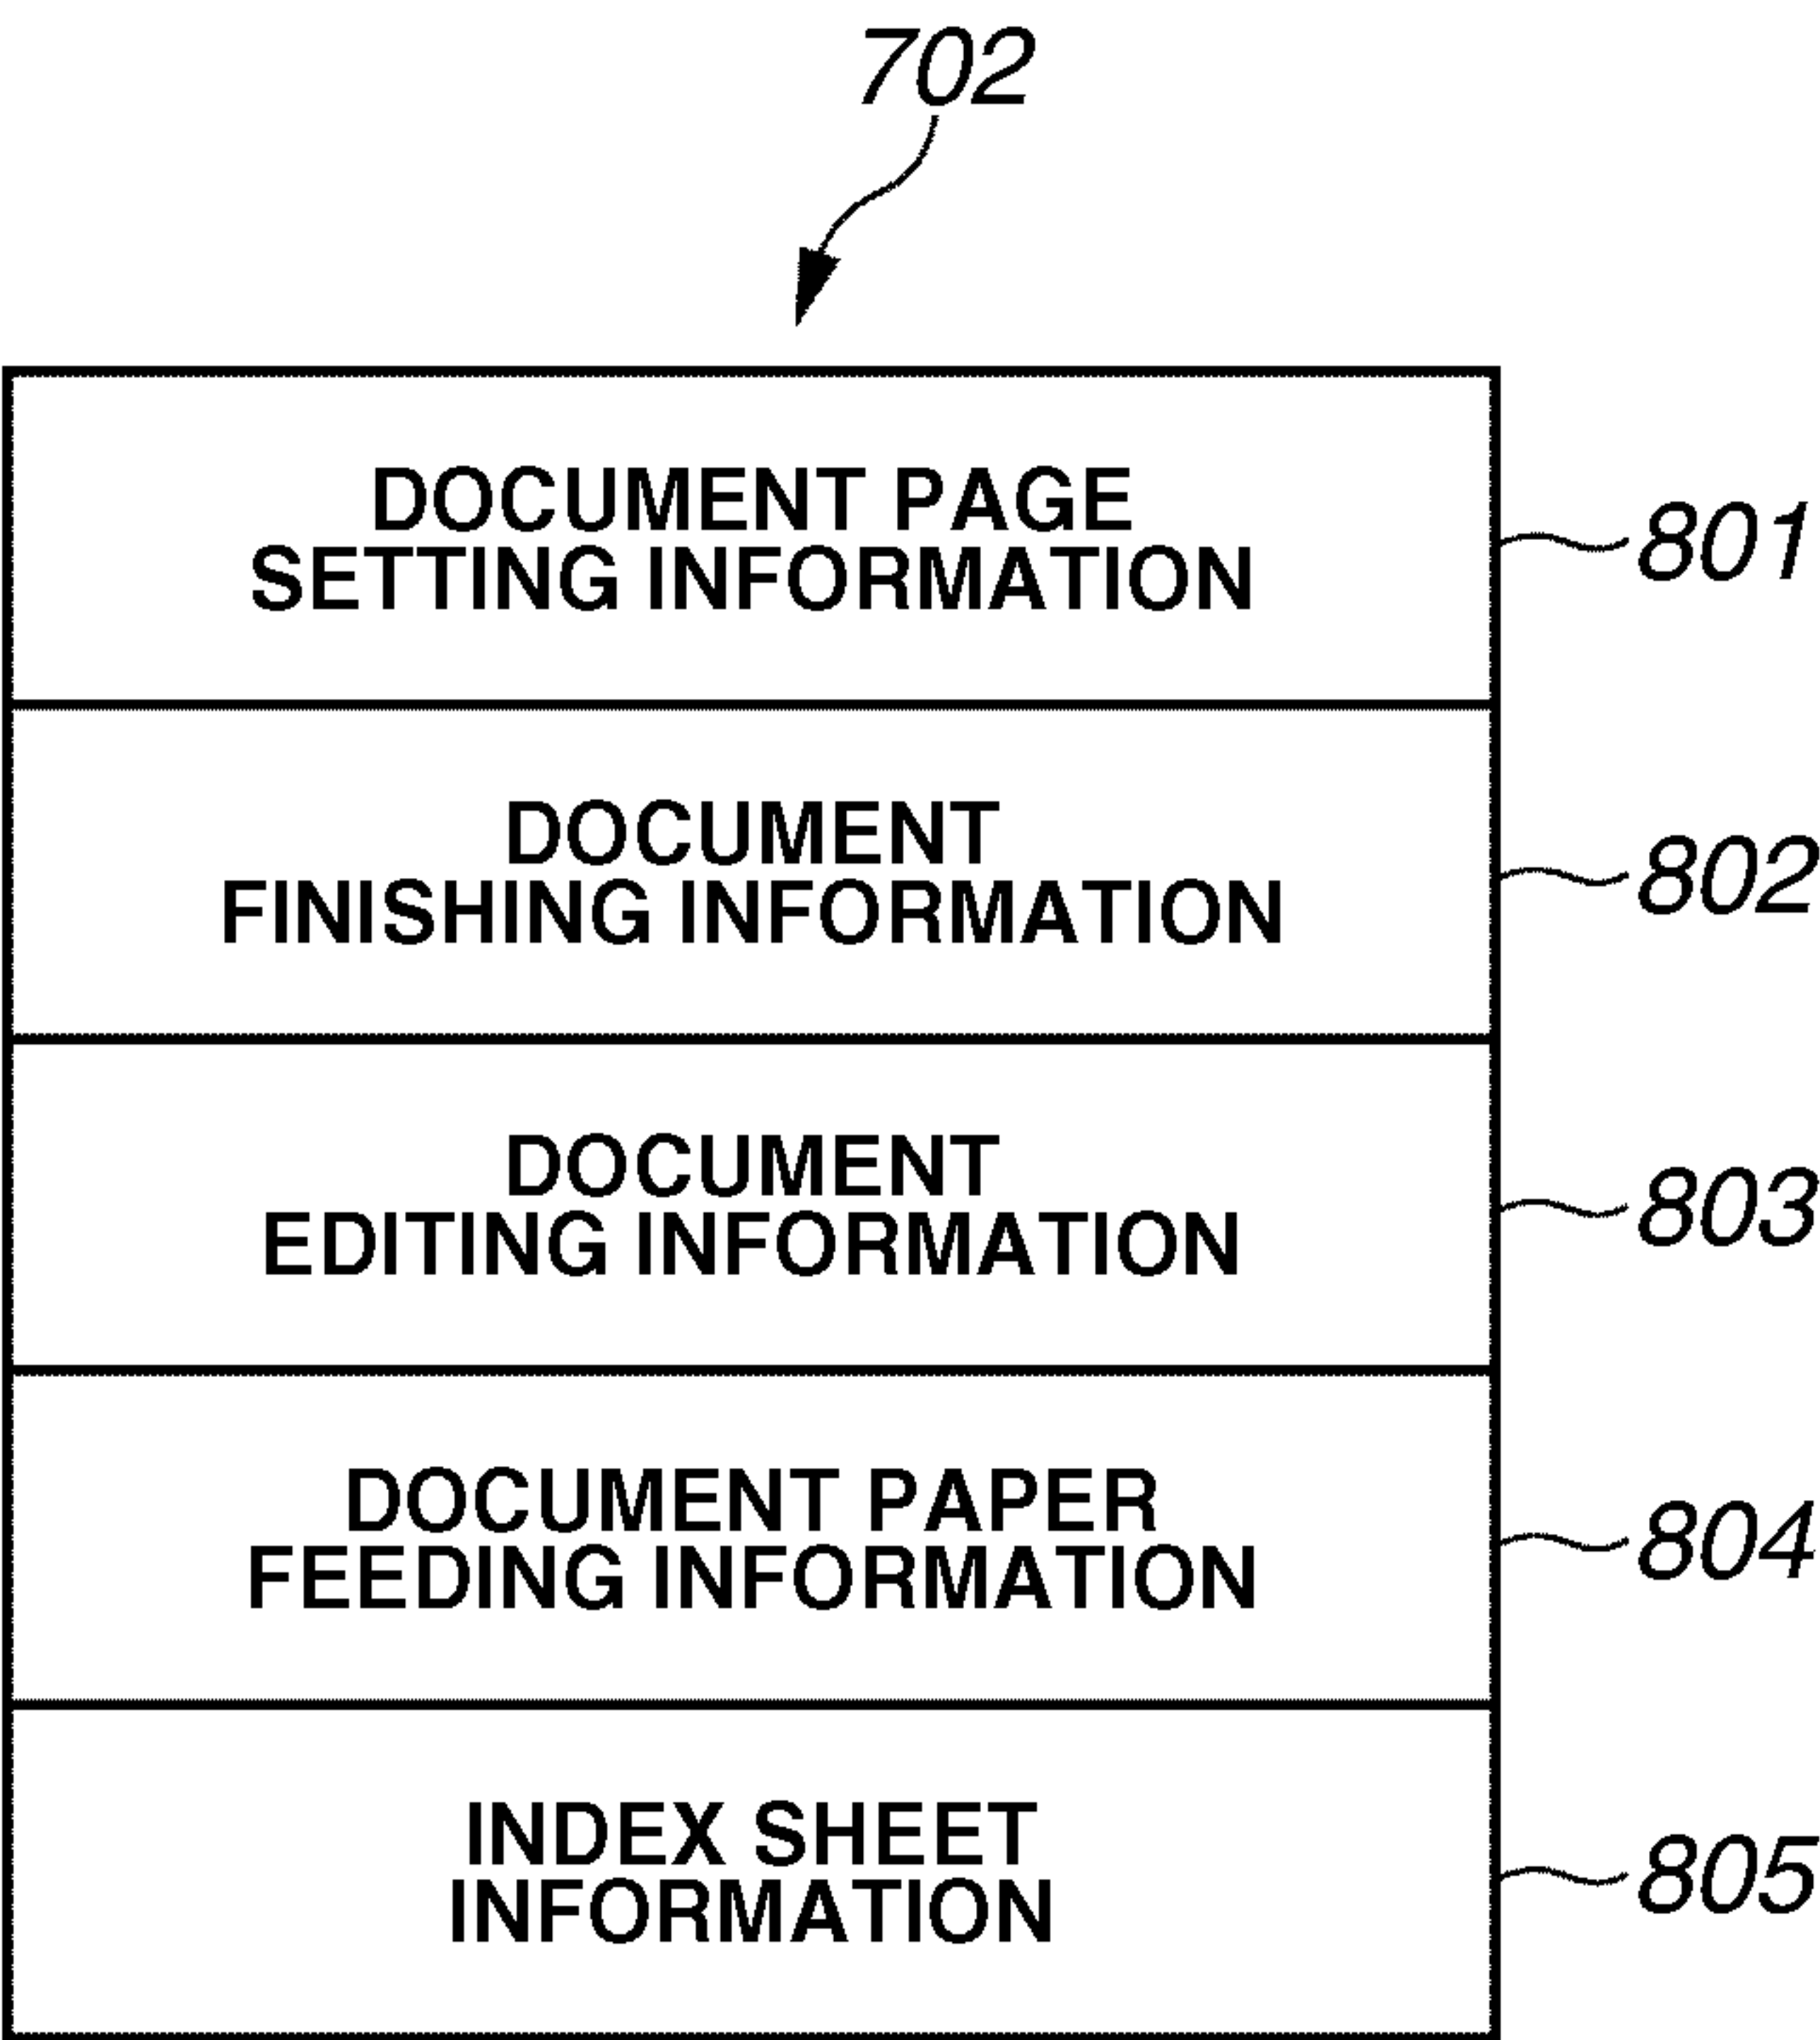 702
DOCUMENT PAGE
SETTING INFORMATION
801
DOCUMENT
FINISHING INFORMATION
802
DOCUMENT
EDITING INFORMATION
803
DOCUMENT PAPER
FEEDING INFORMATION
804
INDEX SHEET
INFORMATION
805